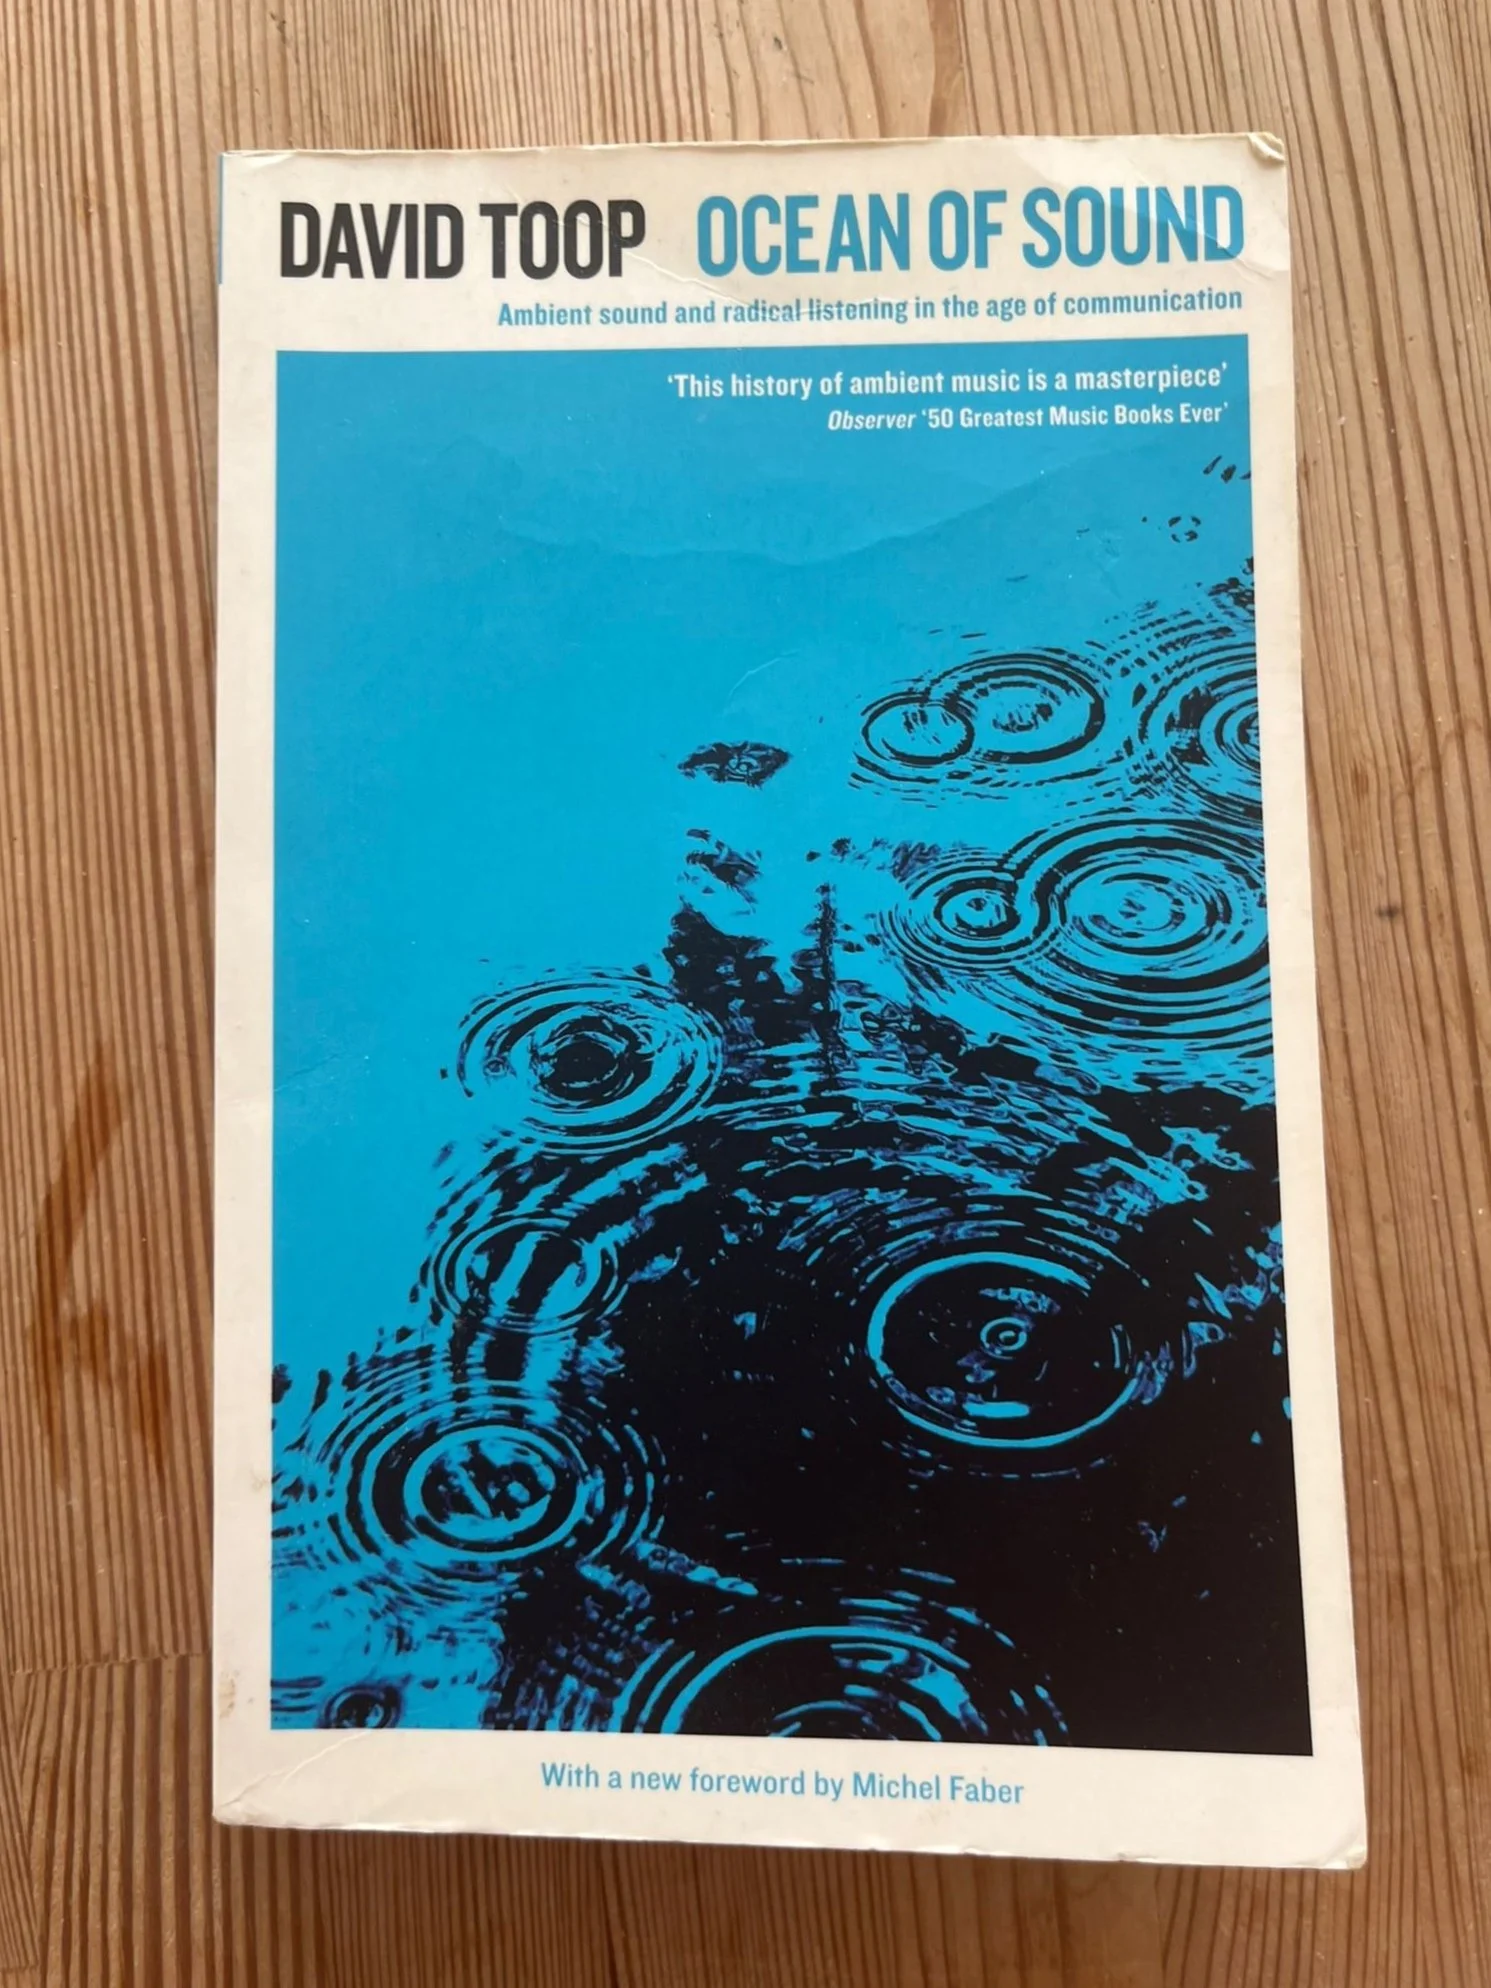 DAVID TOOP OCEAN OF SOUND
Ambient sound and radical listening in the age of communication
‘This history of ambient music is a masterpiece’
Observer ‘50 Greatest Music Books Ever’
With a new foreword by Michel Faber